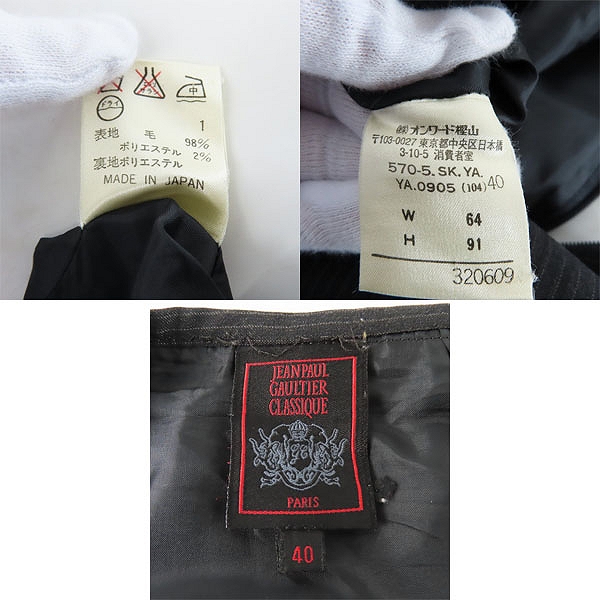 ドライ
中
1
表地 毛 98%
ポリエステル 2%
裏地ポリエステル
MADE IN JAPAN
㈱オンワード樫山
〒103-0027 東京都中央区日本橋
3-10-5 消費者室
570-5.SK.YA.
YA.0905 (104) 40
W 64
H 91
320609
JEAN PAUL
GAULTIER
CLASSIQUE
PARIS
40